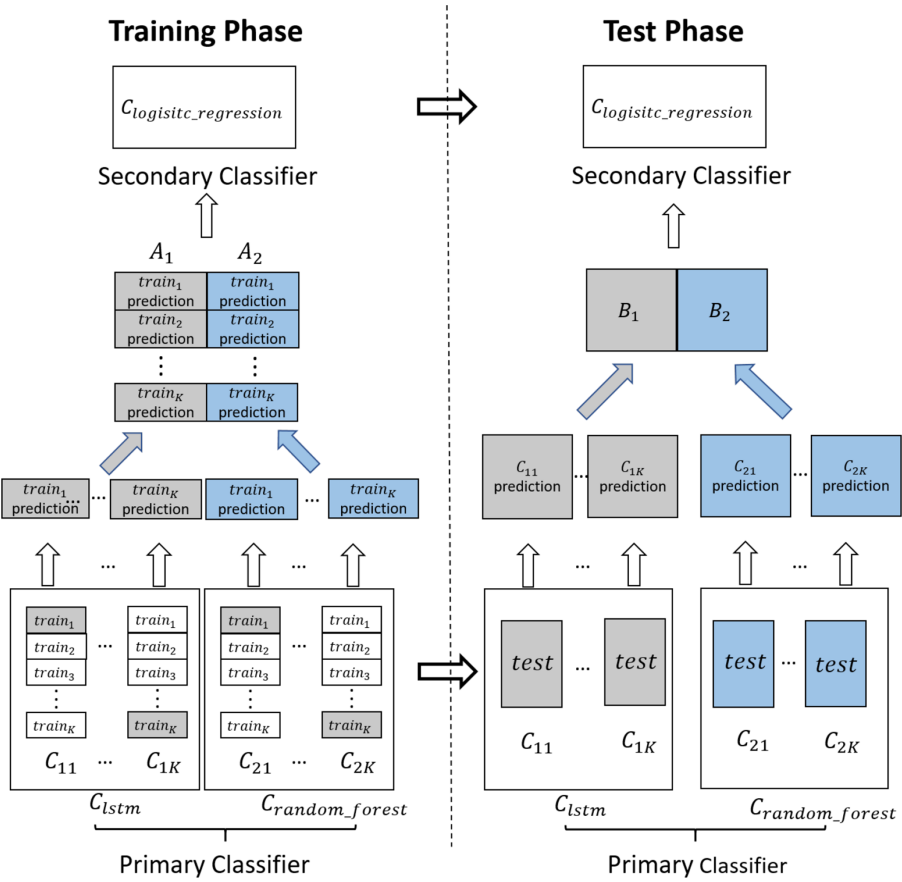 Training Phase
Test Phase
C_logisitc_regression
C_logisitc_regression
Secondary Classifier
Secondary Classifier
A_1 A_2
train_1 prediction
train_1 prediction
train_2 prediction
train_2 prediction
⋮ ⋮
train_K prediction
train_K prediction
B_1 B_2
train_1 prediction
... ...
train_K prediction
train_1 prediction
...
train_K prediction
C_11 prediction
...
C_1K prediction
C_21 prediction
...
C_2K prediction
... ...
... ...
train_1 train_1 train_1 train_1
train_2 ... train_2 train_2 ... train_2
train_3 train_3 train_3 train_3
⋮ ⋮ ⋮ ⋮
train_K train_K train_K train_K
C_11 ... C_1K C_21 ... C_2K
test ... test test ... test
C_11 C_1K C_21 C_2K
C_lstm C_random_forest
C_lstm C_random_forest
Primary Classifier
Primary Classifier